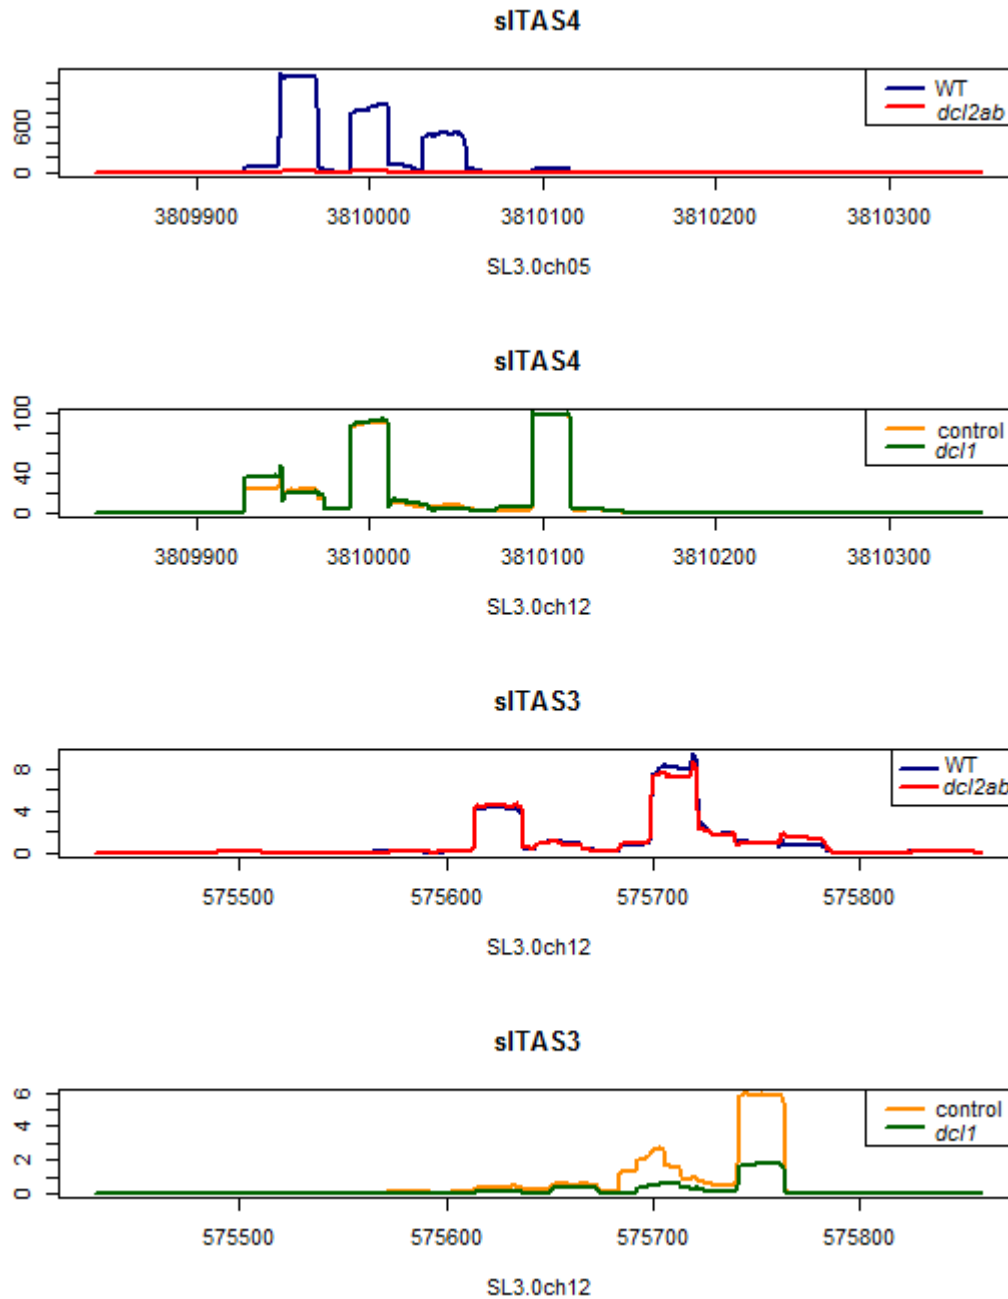 slTAS4
WT
dcl2ab
600
0
3809900 3810000 3810100 3810200 3810300
SL3.0ch05
slTAS4
control
dcl1
100
40
0
3809900 3810000 3810100 3810200 3810300
SL3.0ch12
slTAS3
WT
dcl2ab
8
4
0
575500 575600 575700 575800
SL3.0ch12
slTAS3
control
dcl1
6
4
2
0
575500 575600 575700 575800
SL3.0ch12